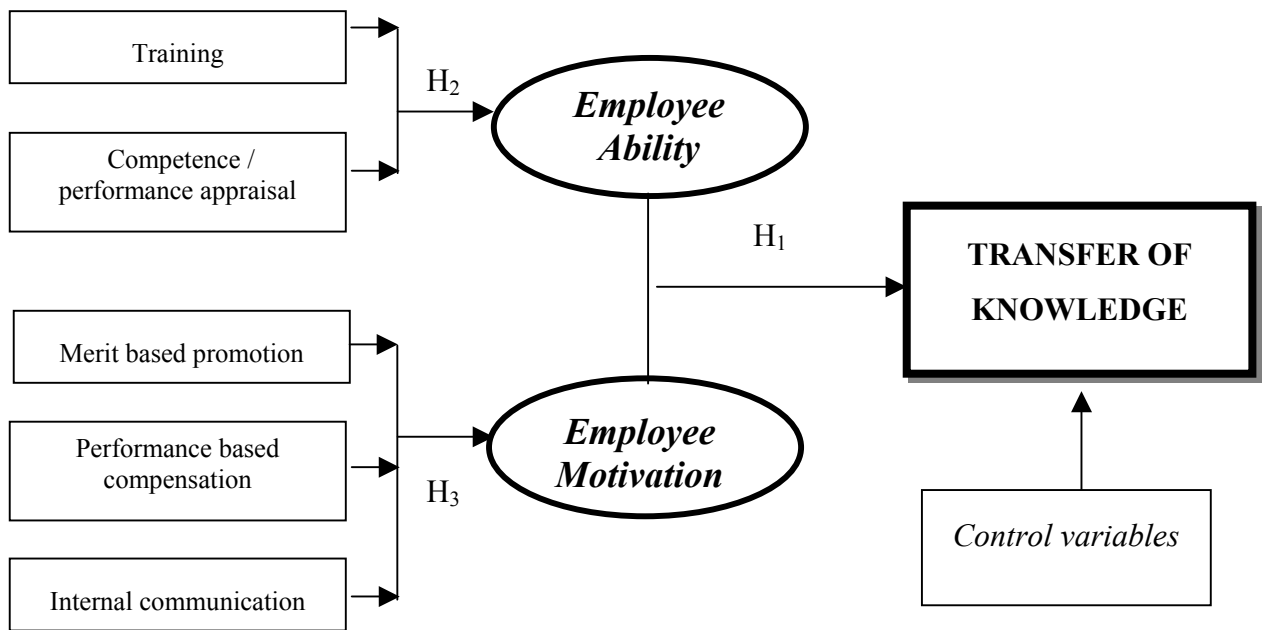 Training
H₂
Competence /
performance appraisal
Employee
Ability
H₁
TRANSFER OF
KNOWLEDGE
Merit based promotion
Performance based
compensation
H₃
Employee
Motivation
Internal communication
Control variables